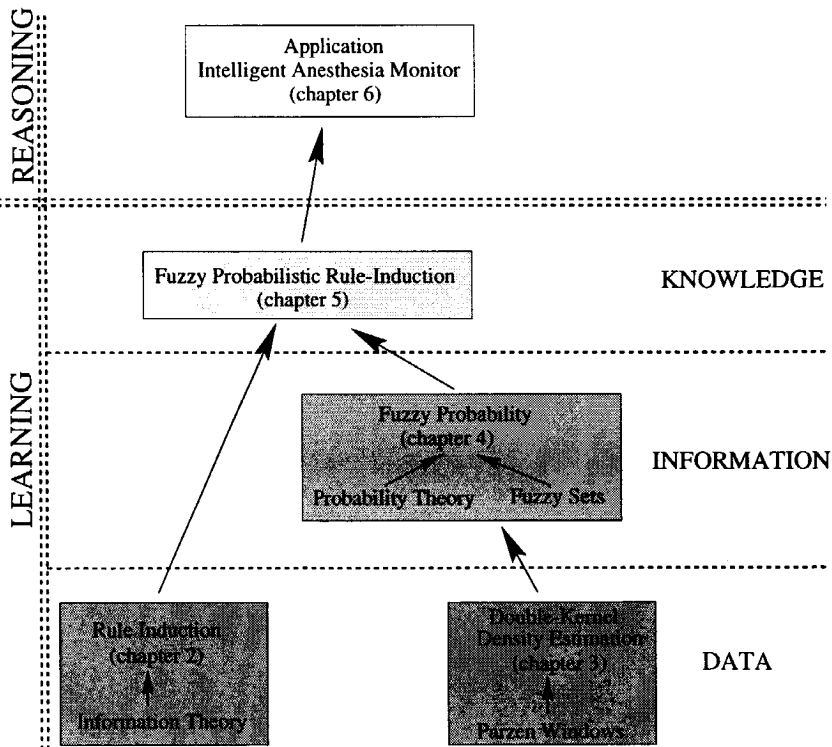 REASONING
Application
Intelligent Anesthesia Monitor
(chapter 6)
Fuzzy Probabilistic Rule-Induction
(chapter 5)
KNOWLEDGE
LEARNING
Fuzzy Probability
(chapter 4)
Probability Theory
Fuzzy Sets
INFORMATION
Rule Induction
(chapter 2)
Information Theory
Double-Kernel
Density Estimation
(chapter 3)
Parzen Windows
DATA